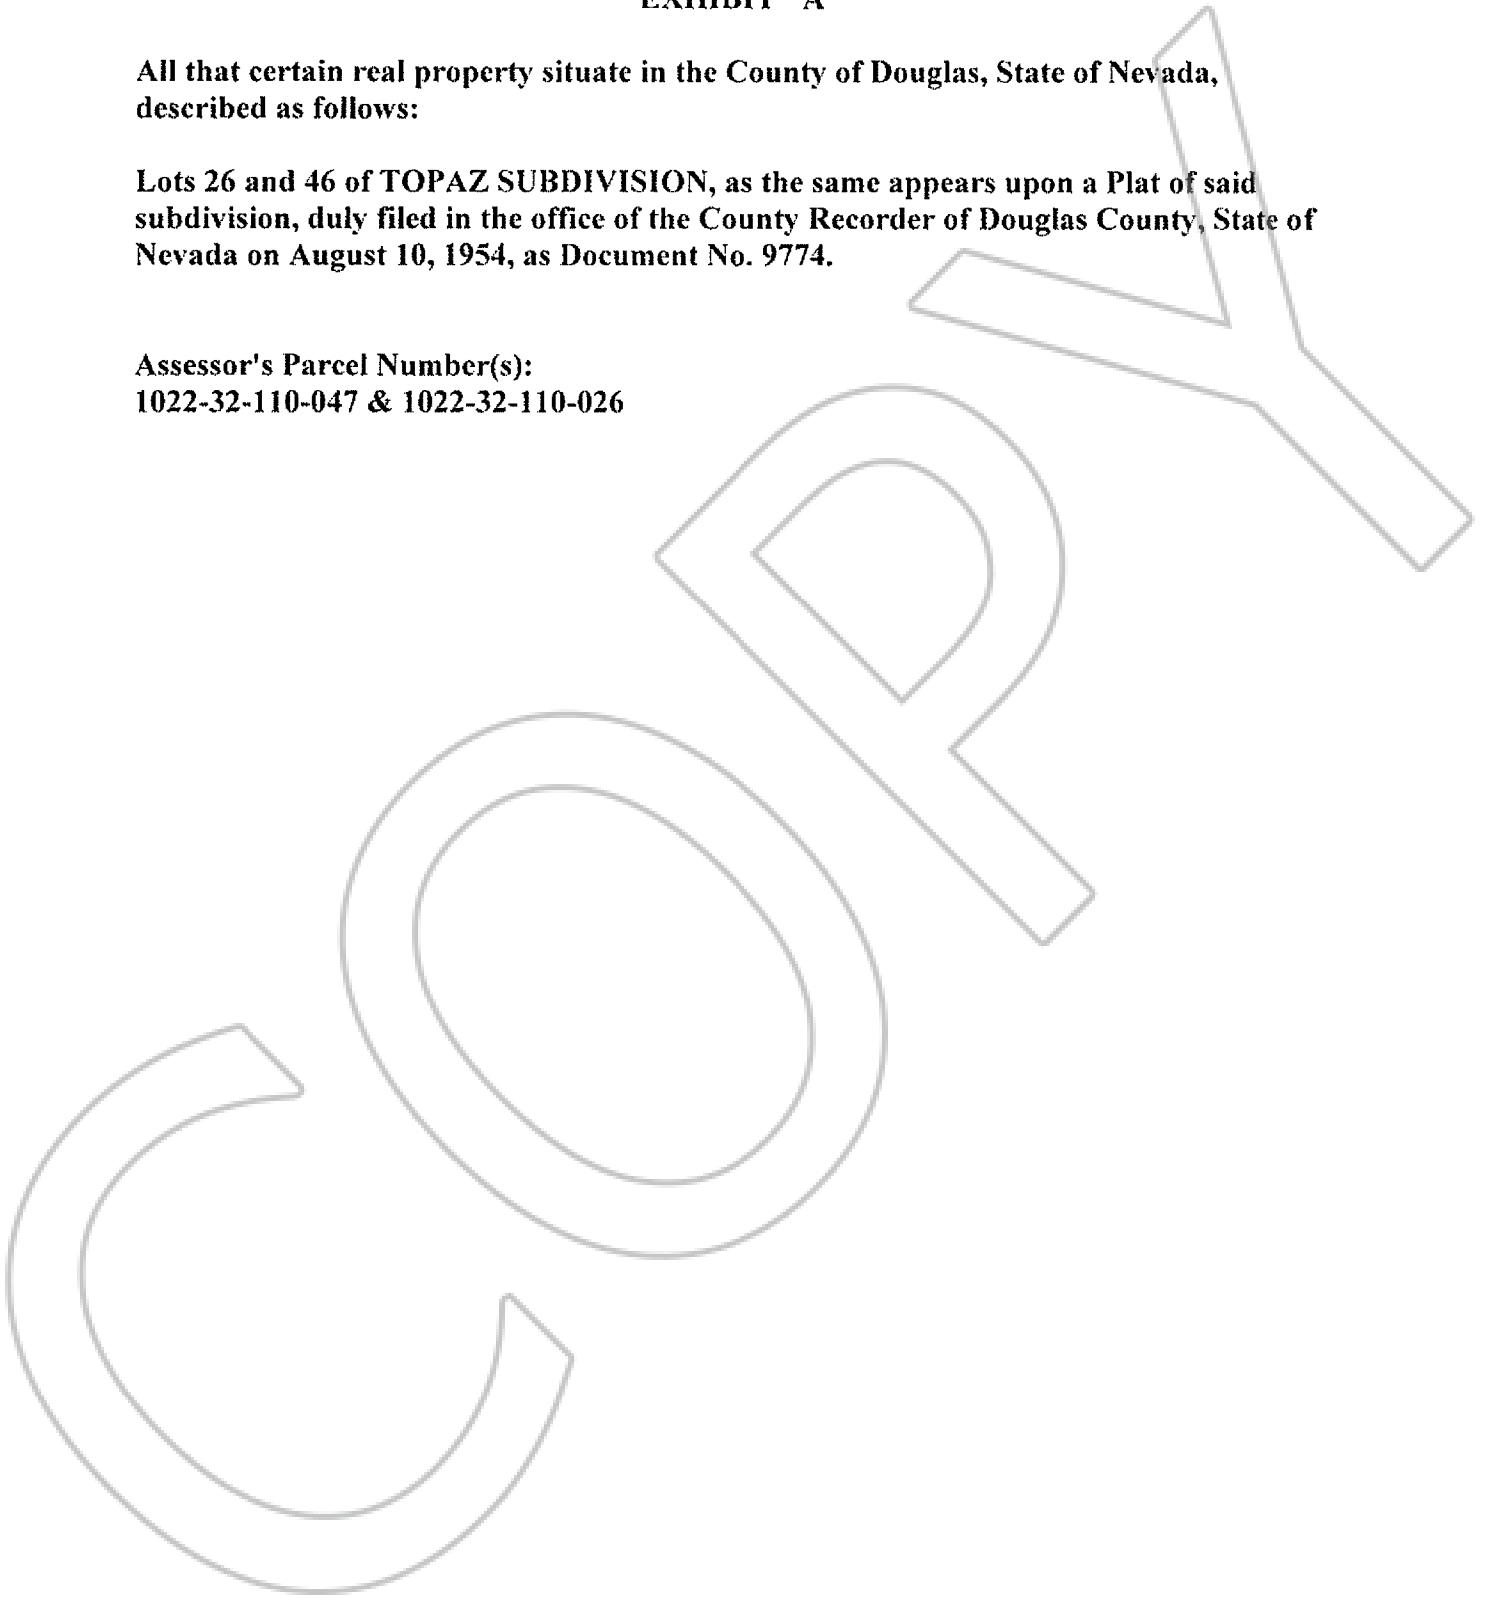 EXHIBIT "A"
All that certain real property situate in the County of Douglas, State of Nevada,
described as follows:
Lots 26 and 46 of TOPAZ SUBDIVISION, as the same appears upon a Plat of said
subdivision, duly filed in the office of the County Recorder of Douglas County, State of
Nevada on August 10, 1954, as Document No. 9774.
Assessor's Parcel Number(s):
1022-32-110-047 & 1022-32-110-026
COPY